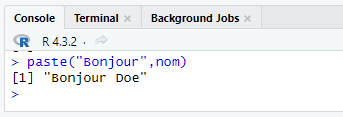 Console Terminal × Background Jobs ×
R 4.3.2 ·
> paste("Bonjour",nom)
[1] "Bonjour Doe"
>